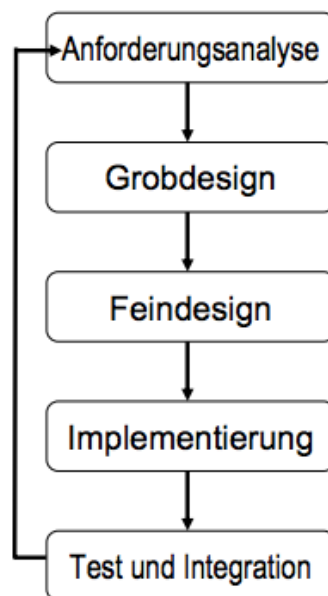 Anforderungsanalyse
Grobdesign
Feindesign
Implementierung
Test und Integration